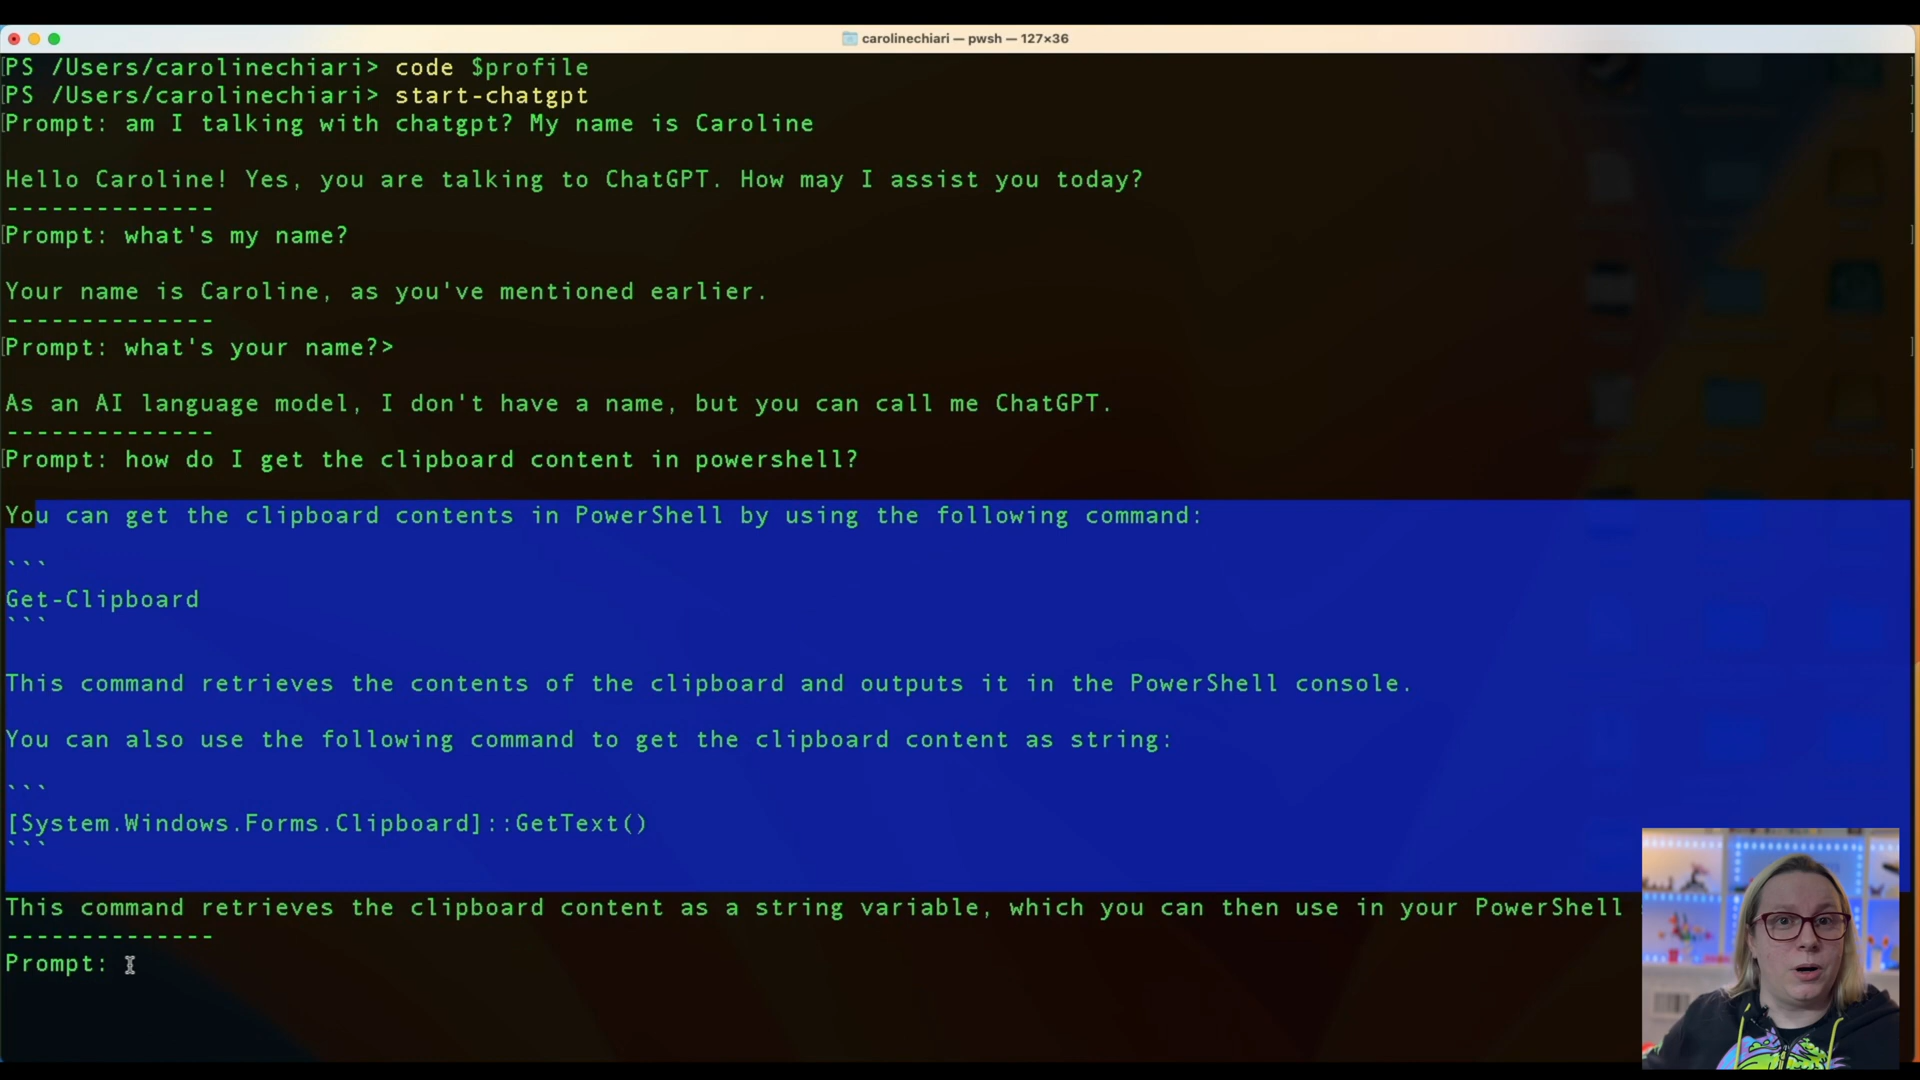 carolinechiari — pwsh — 127×36
PS /Users/carolinechiari> code $profile
PS /Users/carolinechiari> start-chatgpt
Prompt: am I talking with chatgpt? My name is Caroline
Hello Caroline! Yes, you are talking to ChatGPT. How may I assist you today?
--------------
Prompt: what's my name?
Your name is Caroline, as you've mentioned earlier.
--------------
Prompt: what's your name?>
As an AI language model, I don't have a name, but you can call me ChatGPT.
--------------
Prompt: how do I get the clipboard content in powershell?
You can get the clipboard contents in PowerShell by using the following command:
```
Get-Clipboard
```
This command retrieves the contents of the clipboard and outputs it in the PowerShell console.
You can also use the following command to get the clipboard content as string:
```
[System.Windows.Forms.Clipboard]::GetText()
```
This command retrieves the clipboard content as a string variable, which you can then use in your PowerShell
--------------
Prompt: